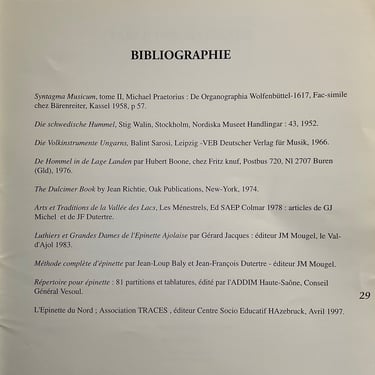 BIBLIOGRAPHIE
Syntagma Musicum, tome II, Michael Praetorius : De Organographia Wolfenbüttel-1617, Fac-simile
chez Bärenreiter, Kassel 1958, p 57.
Die schwedische Hummel, Stig Walin, Stockholm, Nordiska Museet Handlingar : 43, 1952.
Die Volkinstrumente Ungarns, Balint Sarosi, Leipzig -VEB Deutscher Verlag für Musik, 1966.
De Hommel in de Lage Landen par Hubert Boone, chez Fritz knuf, Postbus 720, Nl 2707 Buren
(Gld), 1976.
The Dulcimer Book by Jean Richtie, Oak Publications, New-York, 1974.
Arts et Traditions de la Vallée des Lacs, Les Ménestrels, Ed SAEP Colmar 1978 : articles de GJ
Michel et de JF Dutertre.
Luthiers et Grandes Dames de l'Epinette Ajolaise par Gérard Jacques : éditeur JM Mougel, le Val-
d'Ajol 1983.
Méthode complète d'épinette par Jean-Loup Baly et Jean-François Dutertre - éditeur JM Mougel.
Répertoire pour épinette : 81 partitions et tablatures, édité par l'ADDIM Haute-Saône, Conseil
Général Vesoul.
29
L'Epinette du Nord ; Association TRACES , éditeur Centre Socio Educatif HAzebruck, Avril 1997.